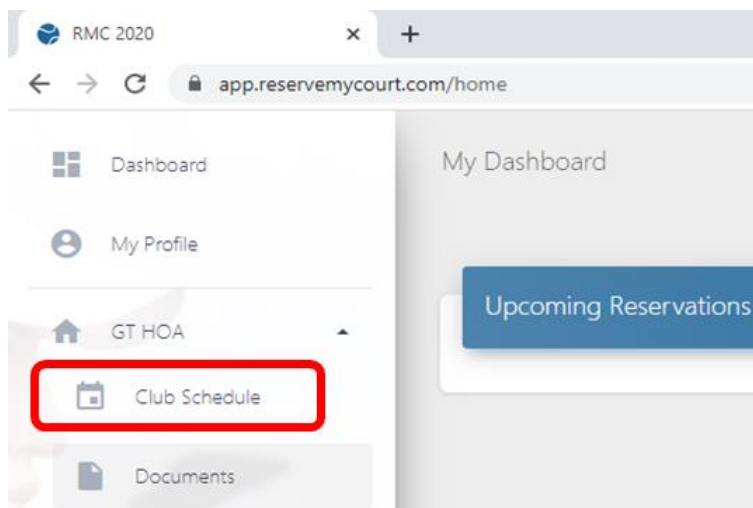 RMC 2020
app.reservemycourt.com/home
Dashboard
My Profile
GT HOA
Club Schedule
Documents
My Dashboard
Upcoming Reservations